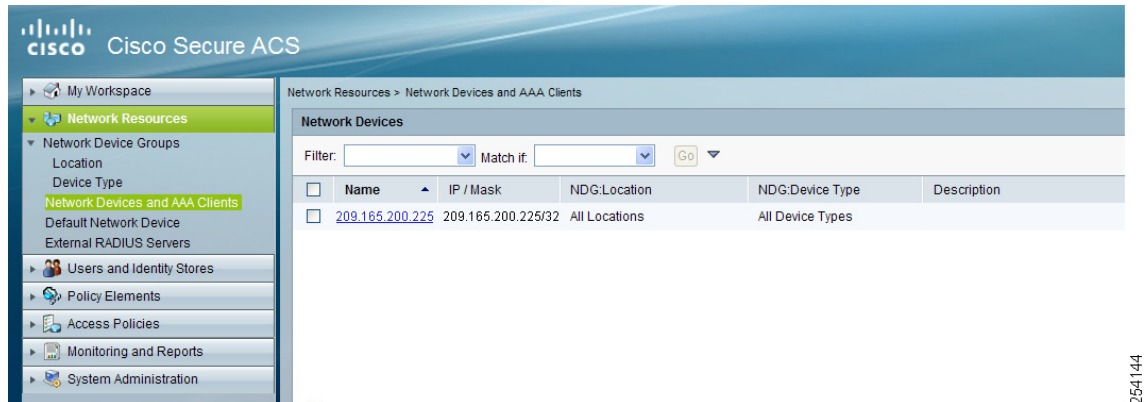 CISCO Cisco Secure ACS
My Workspace
Network Resources
Network Device Groups
Location
Device Type
Network Devices and AAA Clients
Default Network Device
External RADIUS Servers
Users and Identity Stores
Policy Elements
Access Policies
Monitoring and Reports
System Administration
Network Resources > Network Devices and AAA Clients
Network Devices
Filter: Match if: Go
Name IP / Mask NDG:Location NDG:Device Type Description
209.165.200.225 209.165.200.225/32 All Locations All Device Types
254144